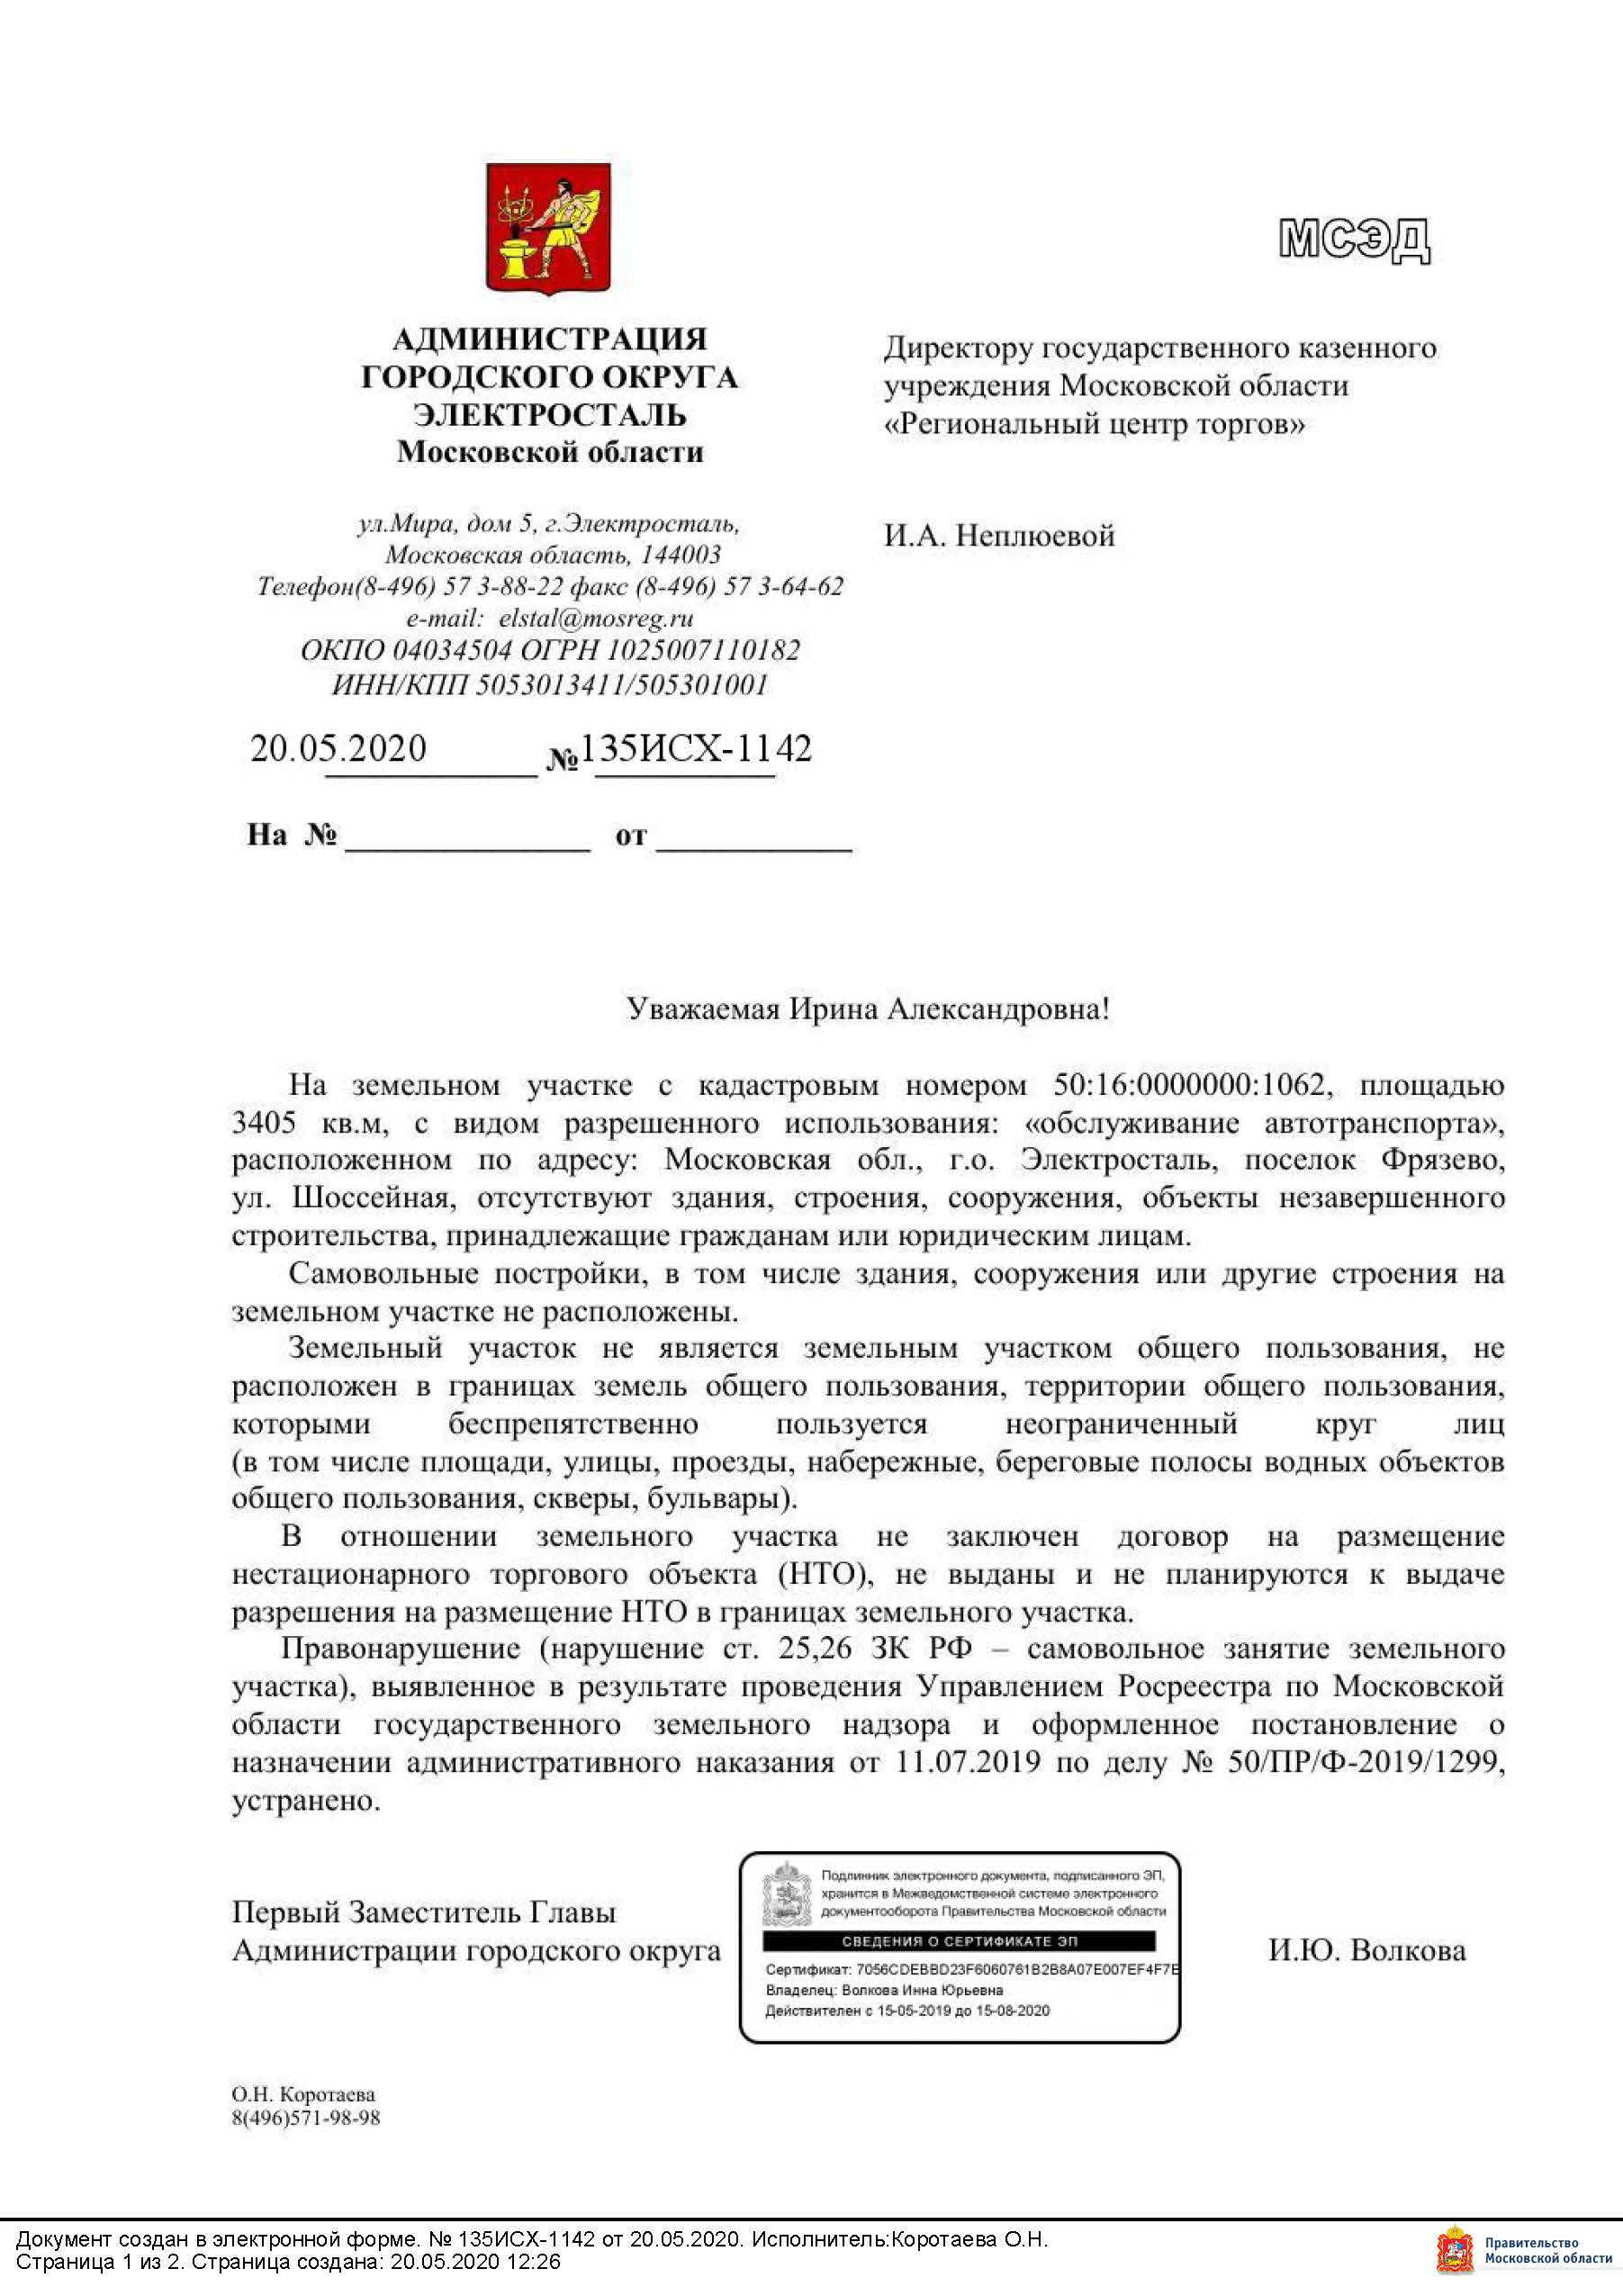 МСЭД
АДМИНИСТРАЦИЯ
ГОРОДСКОГО ОКРУГА
ЭЛЕКТРОСТАЛЬ
Московской области
ул.Мира, дом 5, г.Электросталь,
Московская область, 144003
Телефон(8-496) 57 3-88-22 факс (8-496) 57 3-64-62
e-mail: elstal@mosreg.ru
ОКПО 04034504 ОГРН 1025007110182
ИНН/КПП 5053013411/505301001
20.05.2020 №135ИСХ-1142
На № от
Директору государственного казенного
учреждения Московской области
«Региональный центр торгов»
И.А. Неплюевой
Уважаемая Ирина Александровна!
На земельном участке с кадастровым номером 50:16:0000000:1062, площадью
3405 кв.м, с видом разрешенного использования: «обслуживание автотранспорта»,
расположенном по адресу: Московская обл., г.о. Электросталь, поселок Фрязево,
ул. Шоссейная, отсутствуют здания, строения, сооружения, объекты незавершенного
строительства, принадлежащие гражданам или юридическим лицам.
Самовольные постройки, в том числе здания, сооружения или другие строения на
земельном участке не расположены.
Земельный участок не является земельным участком общего пользования, не
расположен в границах земель общего пользования, территории общего пользования,
которыми беспрепятственно пользуется неограниченный круг лиц
(в том числе площади, улицы, проезды, набережные, береговые полосы водных объектов
общего пользования, скверы, бульвары).
В отношении земельного участка не заключен договор на размещение
нестационарного торгового объекта (НТО), не выданы и не планируются к выдаче
разрешения на размещение НТО в границах земельного участка.
Правонарушение (нарушение ст. 25,26 ЗК РФ – самовольное занятие земельного
участка), выявленное в результате проведения Управлением Росреестра по Московской
области государственного земельного надзора и оформленное постановление о
назначении административного наказания от 11.07.2019 по делу № 50/ПР/Ф-2019/1299,
устранено.
Первый Заместитель Главы
Администрации городского округа
Подлинник электронного документа, подписанного ЭП,
хранится в Межведомственной системе электронного
документооборота Правительства Московской области
СВЕДЕНИЯ О СЕРТИФИКАТЕ ЭП
Сертификат: 7056CDEBBD23F6060761B2B8A07E007EF4F7E
Владелец: Волкова Инна Юрьевна
Действителен с 15-05-2019 до 15-08-2020
И.Ю. Волкова
О.Н. Коротаева
8(496)571-98-98
Документ создан в электронной форме. № 135ИСХ-1142 от 20.05.2020. Исполнитель:Коротаева О.Н.
Страница 1 из 2. Страница создана: 20.05.2020 12:26
Правительство
Московской области